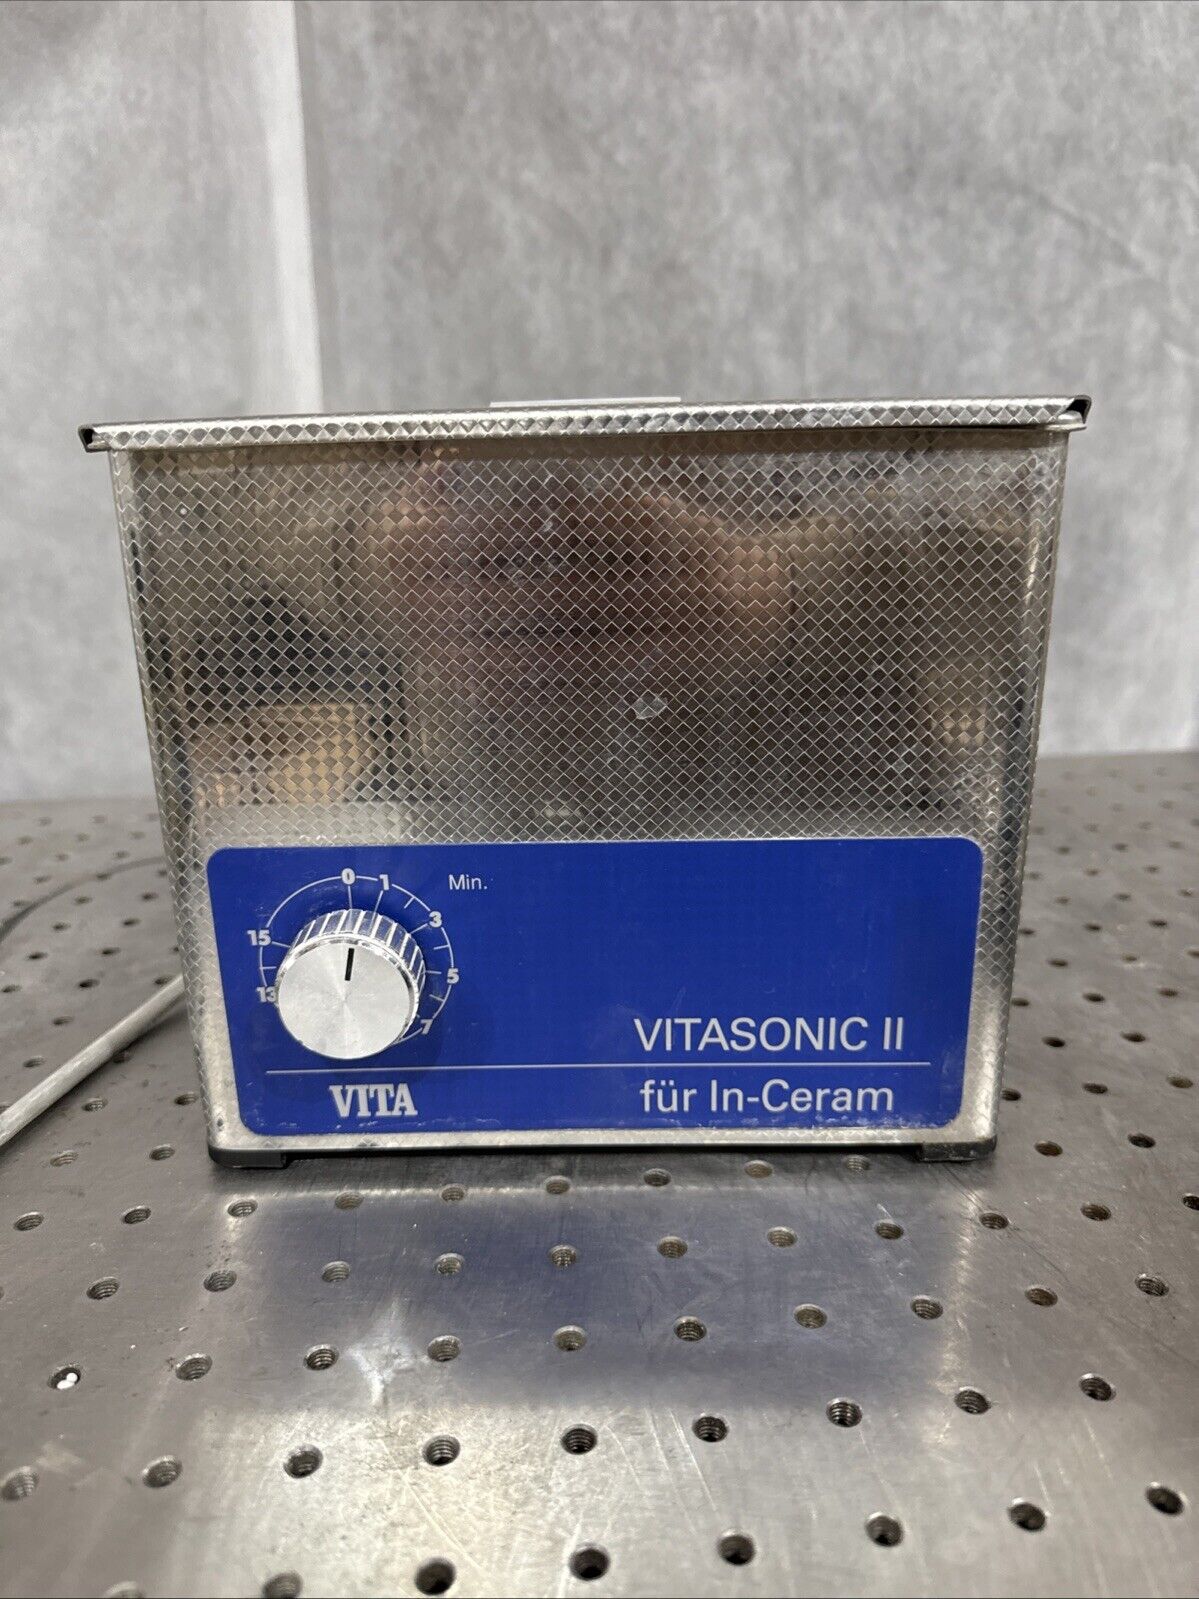 0
1
Min.
3
15
5
13
7
VITASONIC II
VITA
für In-Ceram